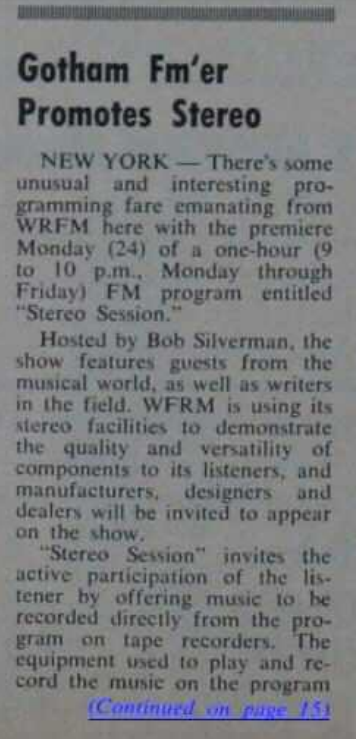 Gotham Fm'er
Promotes Stereo
NEW YORK — There's some
unusual and interesting pro-
gramming fare emanating from
WRFM here with the premiere
Monday (24) of a one-hour (9
to 10 p.m., Monday through
Friday) FM program entitled
"Stereo Session."
Hosted by Bob Silverman, the
show features guests from the
musical world, as well as writers
in the field. WFRM is using its
stereo facilities to demonstrate
the quality and versatility of
components to its listeners, and
manufacturers, designers and
dealers will be invited to appear
on the show.
"Stereo Session" invites the
active participation of the lis-
tener by offering music to be
recorded directly from the pro-
gram on tape recorders. The
equipment used to play and re-
cord the music on the program
(Continued on page 15)